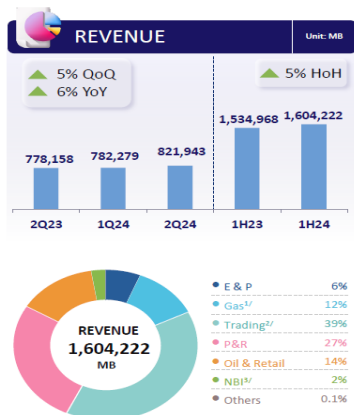 REVENUE
Unit: MB
5% QoQ
6% YoY
5% HoH
778,158 782,279 821,943 1,534,968 1,604,222
2Q23 1Q24 2Q24 1H23 1H24
REVENUE
1,604,222
MB
E & P 6%
Gas1/ 12%
Trading2/ 39%
P&R 27%
Oil & Retail 14%
NBI3/ 2%
Others 0.1%